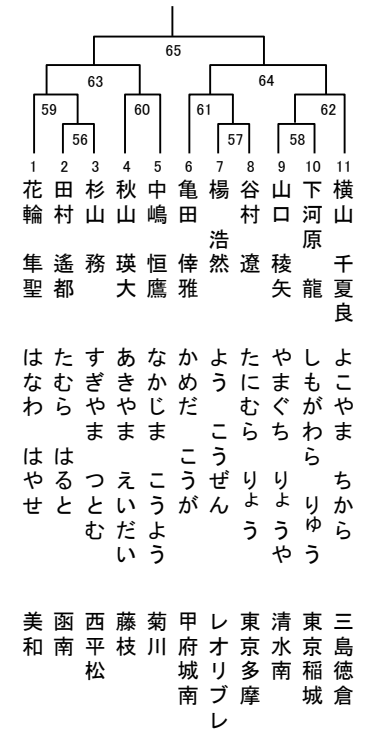 65
63
64
59
60
61
62
56
57
58
1 花輪 隼聖 はなわ はやせ 美和
2 田村 遙都 たむら はると 函南
3 杉山 務 すぎやま つとむ 西平松
4 秋山 瑛大 あきやま えいだい 藤枝
5 中嶋 恒鷹 なかじま こうよう 菊川
6 亀田 倖雅 かめだ こうが 甲府城南
7 楊 浩然 よう こうぜん レオリブレ
8 谷村 遼 たにむら りょう 東京多摩
9 山口 稜矢 やまぐち りょうや 清水南
10 下河原 龍 しもがわら りゅう 東京稲城
11 横山 千夏良 よこやま ちから 三島徳倉